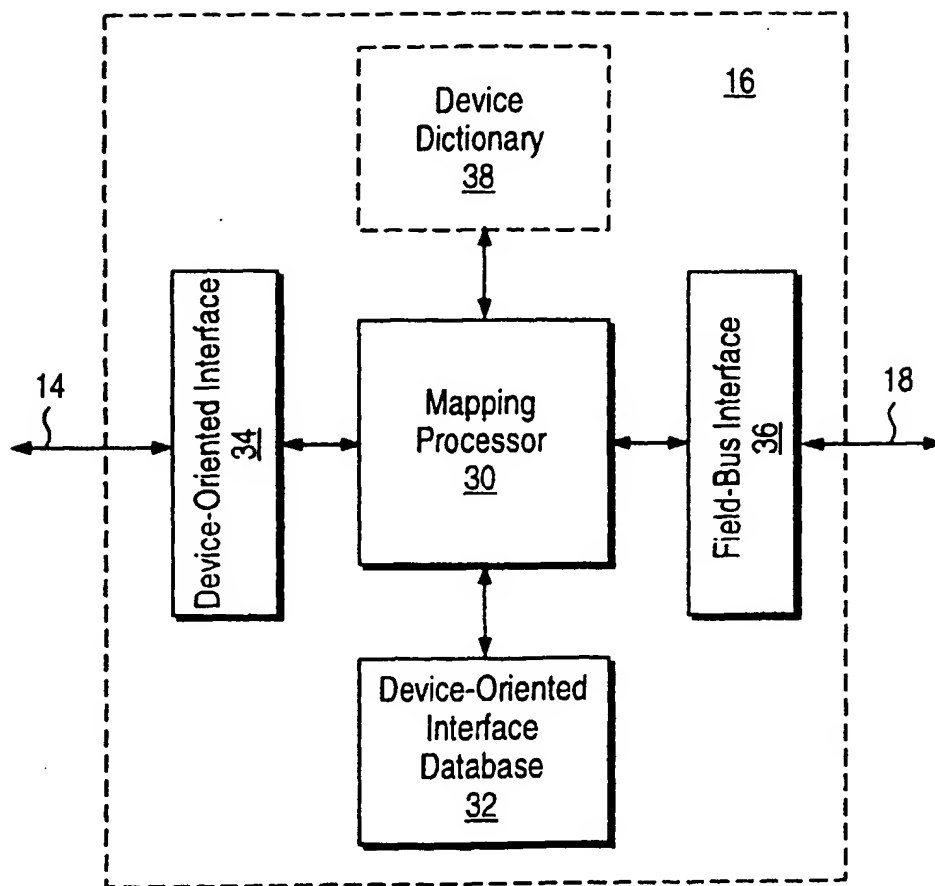 16
Device
Dictionary
38
14
Device-Oriented Interface
34
Mapping
Processor
30
Field-Bus Interface
36
18
Device-Oriented
Interface
Database
32